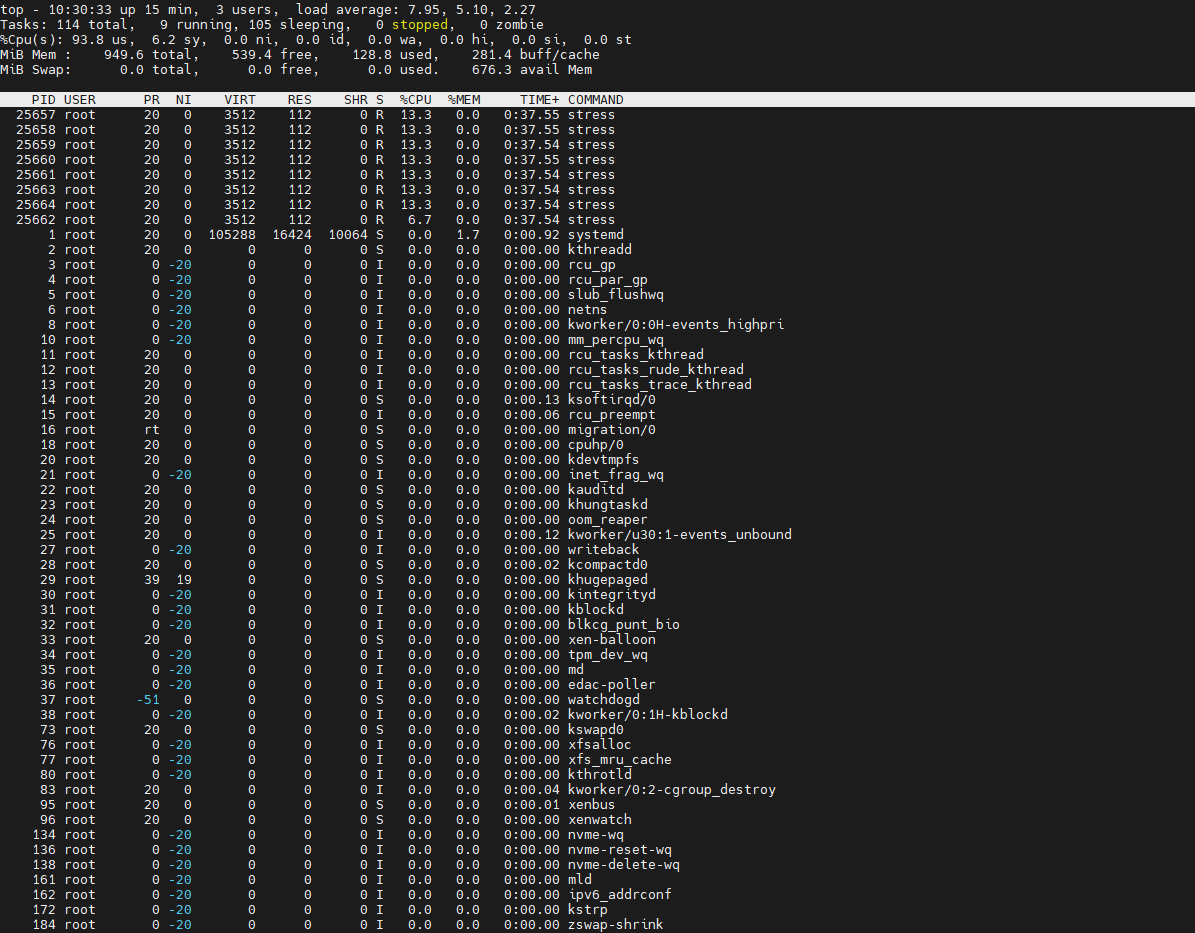 top - 10:30:33 up 15 min,  3 users,  load average: 7.95, 5.10, 2.27
Tasks: 114 total,   9 running, 105 sleeping,   0 stopped,   0 zombie
%Cpu(s): 93.8 us,  6.2 sy,  0.0 ni,  0.0 id,  0.0 wa,  0.0 hi,  0.0 si,  0.0 st
MiB Mem :    949.6 total,    539.4 free,    128.8 used,    281.4 buff/cache
MiB Swap:      0.0 total,      0.0 free,      0.0 used.    676.3 avail Mem
PID USER      PR  NI    VIRT    RES    SHR S  %CPU  %MEM     TIME+ COMMAND
25657 root      20   0    3512    112      0 R  13.3   0.0   0:37.55 stress
25658 root      20   0    3512    112      0 R  13.3   0.0   0:37.55 stress
25659 root      20   0    3512    112      0 R  13.3   0.0   0:37.54 stress
25660 root      20   0    3512    112      0 R  13.3   0.0   0:37.55 stress
25661 root      20   0    3512    112      0 R  13.3   0.0   0:37.54 stress
25663 root      20   0    3512    112      0 R  13.3   0.0   0:37.54 stress
25664 root      20   0    3512    112      0 R  13.3   0.0   0:37.54 stress
25662 root      20   0    3512    112      0 R   6.7   0.0   0:37.54 stress
1 root      20   0  105288  16424  10064 S   0.0   1.7   0:00.92 systemd
2 root      20   0       0      0      0 S   0.0   0.0   0:00.00 kthreadd
3 root       0 -20       0      0      0 I   0.0   0.0   0:00.00 rcu_gp
4 root       0 -20       0      0      0 I   0.0   0.0   0:00.00 rcu_par_gp
5 root       0 -20       0      0      0 I   0.0   0.0   0:00.00 slub_flushwq
6 root       0 -20       0      0      0 I   0.0   0.0   0:00.00 netns
8 root       0 -20       0      0      0 I   0.0   0.0   0:00.00 kworker/0:0H-events_highpri
10 root       0 -20       0      0      0 I   0.0   0.0   0:00.00 mm_percpu_wq
11 root      20   0       0      0      0 I   0.0   0.0   0:00.00 rcu_tasks_kthread
12 root      20   0       0      0      0 I   0.0   0.0   0:00.00 rcu_tasks_rude_kthread
13 root      20   0       0      0      0 I   0.0   0.0   0:00.00 rcu_tasks_trace_kthread
14 root      20   0       0      0      0 S   0.0   0.0   0:00.13 ksoftirqd/0
15 root      20   0       0      0      0 I   0.0   0.0   0:00.06 rcu_preempt
16 root      rt   0       0      0      0 S   0.0   0.0   0:00.00 migration/0
18 root      20   0       0      0      0 S   0.0   0.0   0:00.00 cpuhp/0
20 root      20   0       0      0      0 S   0.0   0.0   0:00.00 kdevtmpfs
21 root       0 -20       0      0      0 I   0.0   0.0   0:00.00 inet_frag_wq
22 root      20   0       0      0      0 S   0.0   0.0   0:00.00 kauditd
23 root      20   0       0      0      0 S   0.0   0.0   0:00.00 khungtaskd
24 root      20   0       0      0      0 S   0.0   0.0   0:00.00 oom_reaper
25 root      20   0       0      0      0 I   0.0   0.0   0:00.12 kworker/u30:1-events_unbound
27 root       0 -20       0      0      0 I   0.0   0.0   0:00.00 writeback
28 root      20   0       0      0      0 S   0.0   0.0   0:00.02 kcompactd0
29 root      39  19       0      0      0 S   0.0   0.0   0:00.00 khugepaged
30 root       0 -20       0      0      0 I   0.0   0.0   0:00.00 kintegrityd
31 root       0 -20       0      0      0 I   0.0   0.0   0:00.00 kblockd
32 root       0 -20       0      0      0 I   0.0   0.0   0:00.00 blkcg_punt_bio
33 root      20   0       0      0      0 S   0.0   0.0   0:00.00 xen-balloon
34 root       0 -20       0      0      0 I   0.0   0.0   0:00.00 tpm_dev_wq
35 root       0 -20       0      0      0 I   0.0   0.0   0:00.00 md
36 root       0 -20       0      0      0 I   0.0   0.0   0:00.00 edac-poller
37 root     -51   0       0      0      0 S   0.0   0.0   0:00.00 watchdogd
38 root       0 -20       0      0      0 I   0.0   0.0   0:00.02 kworker/0:1H-kblockd
73 root      20   0       0      0      0 S   0.0   0.0   0:00.00 kswapd0
76 root       0 -20       0      0      0 I   0.0   0.0   0:00.00 xfsalloc
77 root       0 -20       0      0      0 I   0.0   0.0   0:00.00 xfs_mru_cache
80 root       0 -20       0      0      0 I   0.0   0.0   0:00.00 kthrotld
83 root      20   0       0      0      0 I   0.0   0.0   0:00.04 kworker/0:2-cgroup_destroy
95 root      20   0       0      0      0 S   0.0   0.0   0:00.01 xenbus
96 root      20   0       0      0      0 S   0.0   0.0   0:00.00 xenwatch
134 root       0 -20       0      0      0 I   0.0   0.0   0:00.00 nvme-wq
136 root       0 -20       0      0      0 I   0.0   0.0   0:00.00 nvme-reset-wq
138 root       0 -20       0      0      0 I   0.0   0.0   0:00.00 nvme-delete-wq
161 root       0 -20       0      0      0 I   0.0   0.0   0:00.00 mld
162 root       0 -20       0      0      0 I   0.0   0.0   0:00.00 ipv6_addrconf
172 root       0 -20       0      0      0 I   0.0   0.0   0:00.00 kstrp
184 root       0 -20       0      0      0 I   0.0   0.0   0:00.00 zswap-shrink